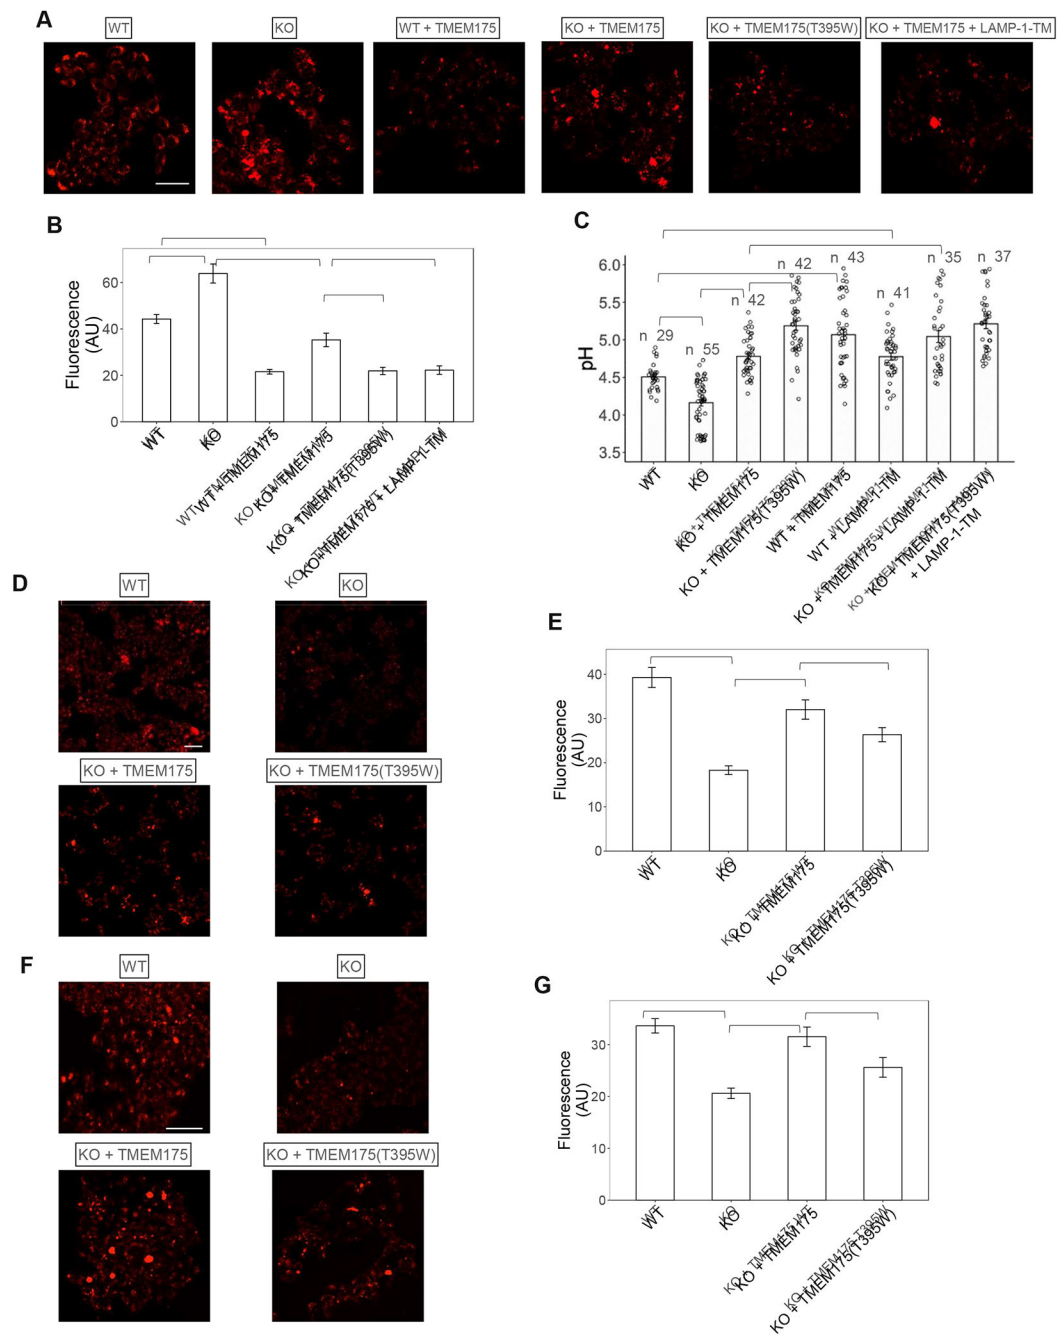 A
WT
KO
WT + TMEM175
KO + TMEM175
KO + TMEM175(T395W)
KO + TMEM175 + LAMP-1-TM
B
Fluorescence
(AU)
60
40
20
0
WT
KO
WT + TMEM175
KO + TMEM175
KO + TMEM175(T395W)
KO+TMEM175 + LAMP-1-TM
C
pH
6.0
5.5
5.0
4.5
4.0
3.5
n 29
n 55
n 42
n 42
n 43
n 41
n 35
n 37
WT
KO
KO + TMEM175
KO + TMEM175(T395W)
WT + TMEM175
WT + LAMP-1-TM
KO + TMEM175 + LAMP-1-TM
KO + TMEM175(T395W)
+ LAMP-1-TM
D
WT
KO
KO + TMEM175
KO + TMEM175(T395W)
E
Fluorescence
(AU)
40
30
20
10
0
WT
KO
KO + TMEM175
KO + TMEM175(T395W)
F
WT
KO
KO + TMEM175
KO + TMEM175(T395W)
G
Fluorescence
(AU)
30
20
10
0
WT
KO
KO + TMEM175
KO + TMEM175(T395W)